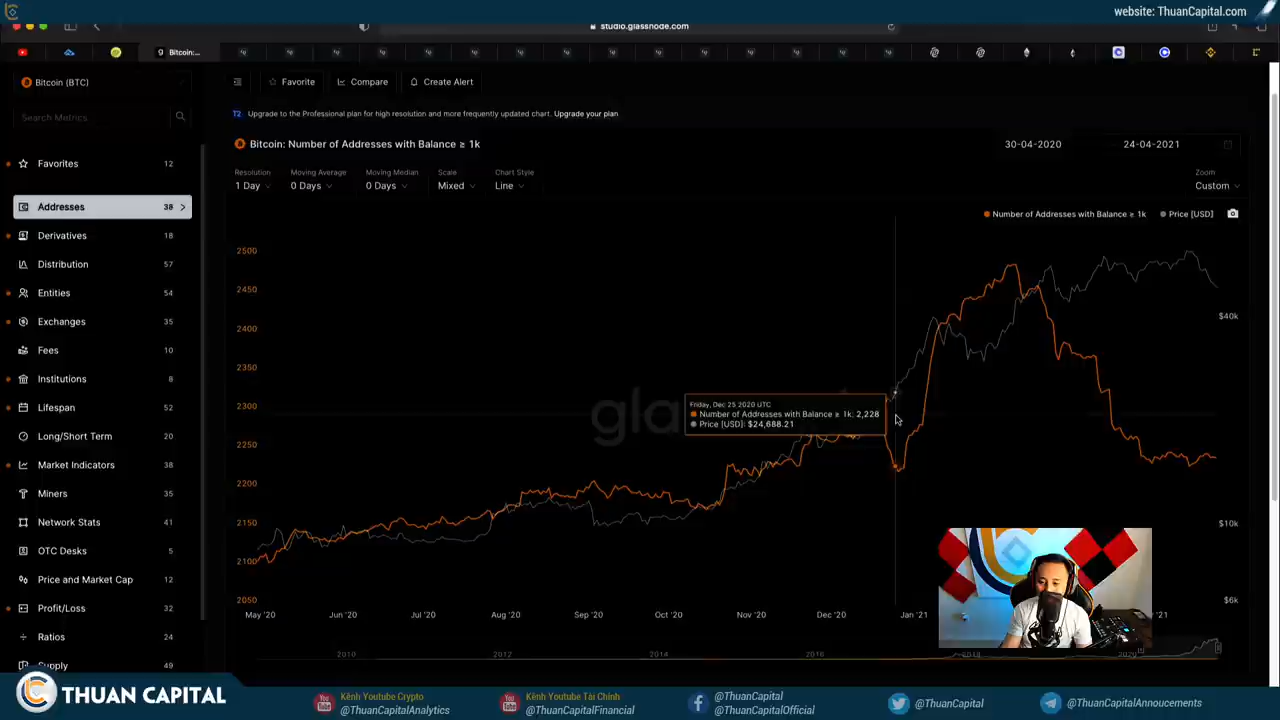 website: ThuanCapital.com
studio.glassnode.com
Bitcoin:...
Bitcoin (BTC)
Favorite
Compare
Create Alert
Search Metrics...
T2 Upgrade to the Professional plan for high resolution and more frequently updated chart. Upgrade your plan
Bitcoin: Number of Addresses with Balance ≥ 1k
30-04-2020
24-04-2021
Resolution
1 Day
Moving Average
0 Days
Moving Median
0 Days
Scale
Mixed
Chart Style
Line
Zoom
Custom
Number of Addresses with Balance ≥ 1k
Price [USD]
Favorites 12
Addresses 38
Derivatives 18
Distribution 57
Entities 54
Exchanges 35
Fees 10
Institutions 8
Lifespan 52
Long/Short Term 20
Market Indicators 38
Miners 35
Network Stats 41
OTC Desks 5
Price and Market Cap 12
Profit/Loss 32
Ratios 24
Supply 49
2500
2450
2400
2350
2300
2250
2200
2150
2100
2050
$40k
$10k
$6k
gla
Friday, Dec 25 2020 UTC
Number of Addresses with Balance ≥ 1k: 2,228
Price [USD]: $24,688.21
May '20
Jun '20
Jul '20
Aug '20
Sep '20
Oct '20
Nov '20
Dec '20
Jan '21
2010
2012
2014
2016
2018
2020
THUAN CAPITAL
Kênh Youtube Crypto
@ThuanCapitalAnalytics
Kênh Youtube Tài Chính
@ThuanCapitalFinancial
@ThuanCapital
@ThuanCapitalOfficial
@ThuanCapital
@ThuanCapitalAnnoucements